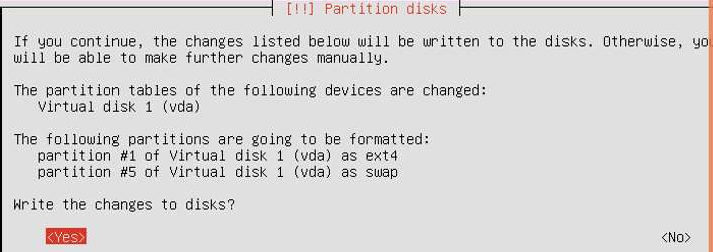 [!!] Partition disks
If you continue, the changes listed below will be written to the disks. Otherwise, yo
will be able to make further changes manually.
The partition tables of the following devices are changed:
Virtual disk 1 (vda)
The following partitions are going to be formatted:
partition #1 of Virtual disk 1 (vda) as ext4
partition #5 of Virtual disk 1 (vda) as swap
Write the changes to disks?
<Yes> <No>